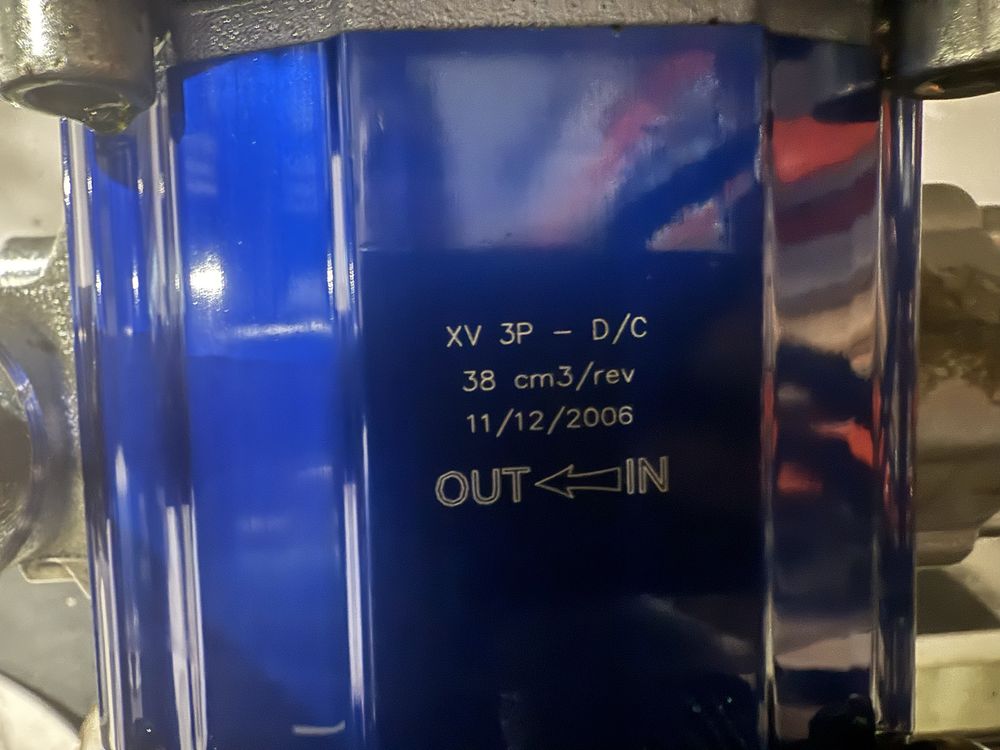 XV 3P - D/C
38 cm3/rev
11/12/2006
OUT IN